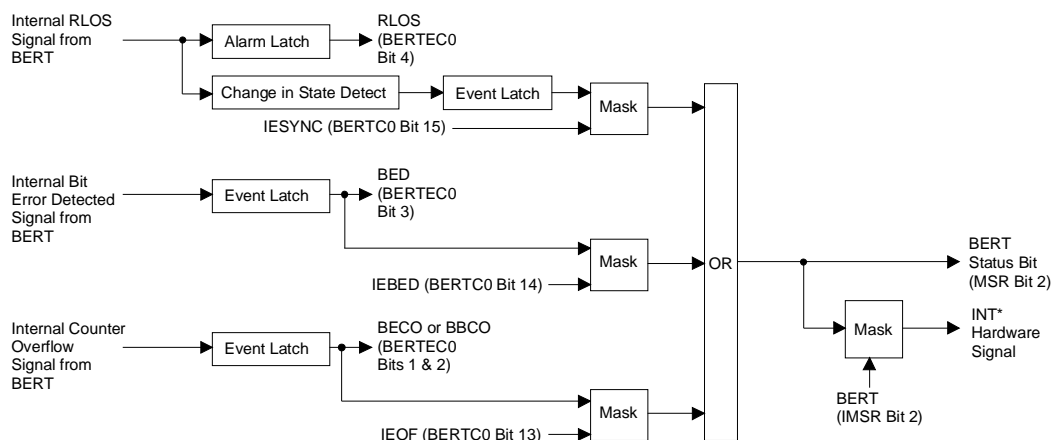 Internal RLOS
Signal from
BERT
Alarm Latch
RLOS
(BERTEC0
Bit 4)
Change in State Detect
Event Latch
Mask
IESYNC (BERTC0 Bit 15)
Internal Bit
Error Detected
Signal from
BERT
Event Latch
BED
(BERTEC0
Bit 3)
Mask
IEBED (BERTC0 Bit 14)
OR
BERT
Status Bit
(MSR Bit 2)
Mask
INT*
Hardware
Signal
BERT
(IMSR Bit 2)
Internal Counter
Overflow
Signal from
BERT
Event Latch
BECO or BBCO
(BERTEC0
Bits 1 & 2)
Mask
IEOF (BERTC0 Bit 13)